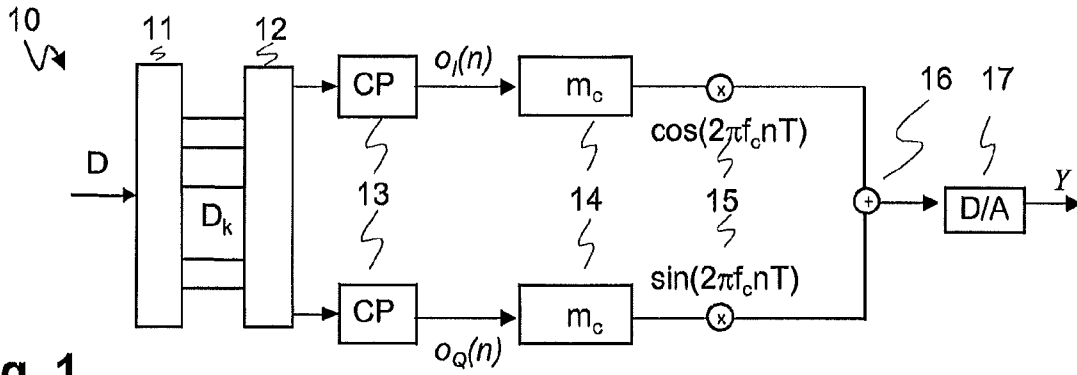 10
11
12
16
17
CP
o_I(n)
m_c
x
cos(2πf_cnT)
D
D_k
13
14
15
+
D/A
Y
sin(2πf_cnT)
CP
o_Q(n)
m_c
x